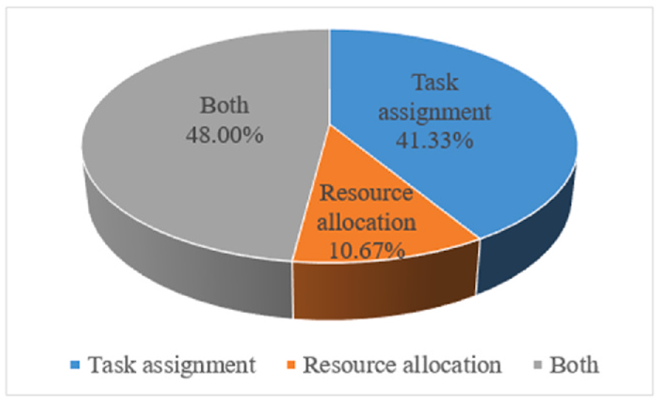 Both
48.00%
Task
assignment
41.33%
Resource
allocation
10.67%
Task assignment Resource allocation Both